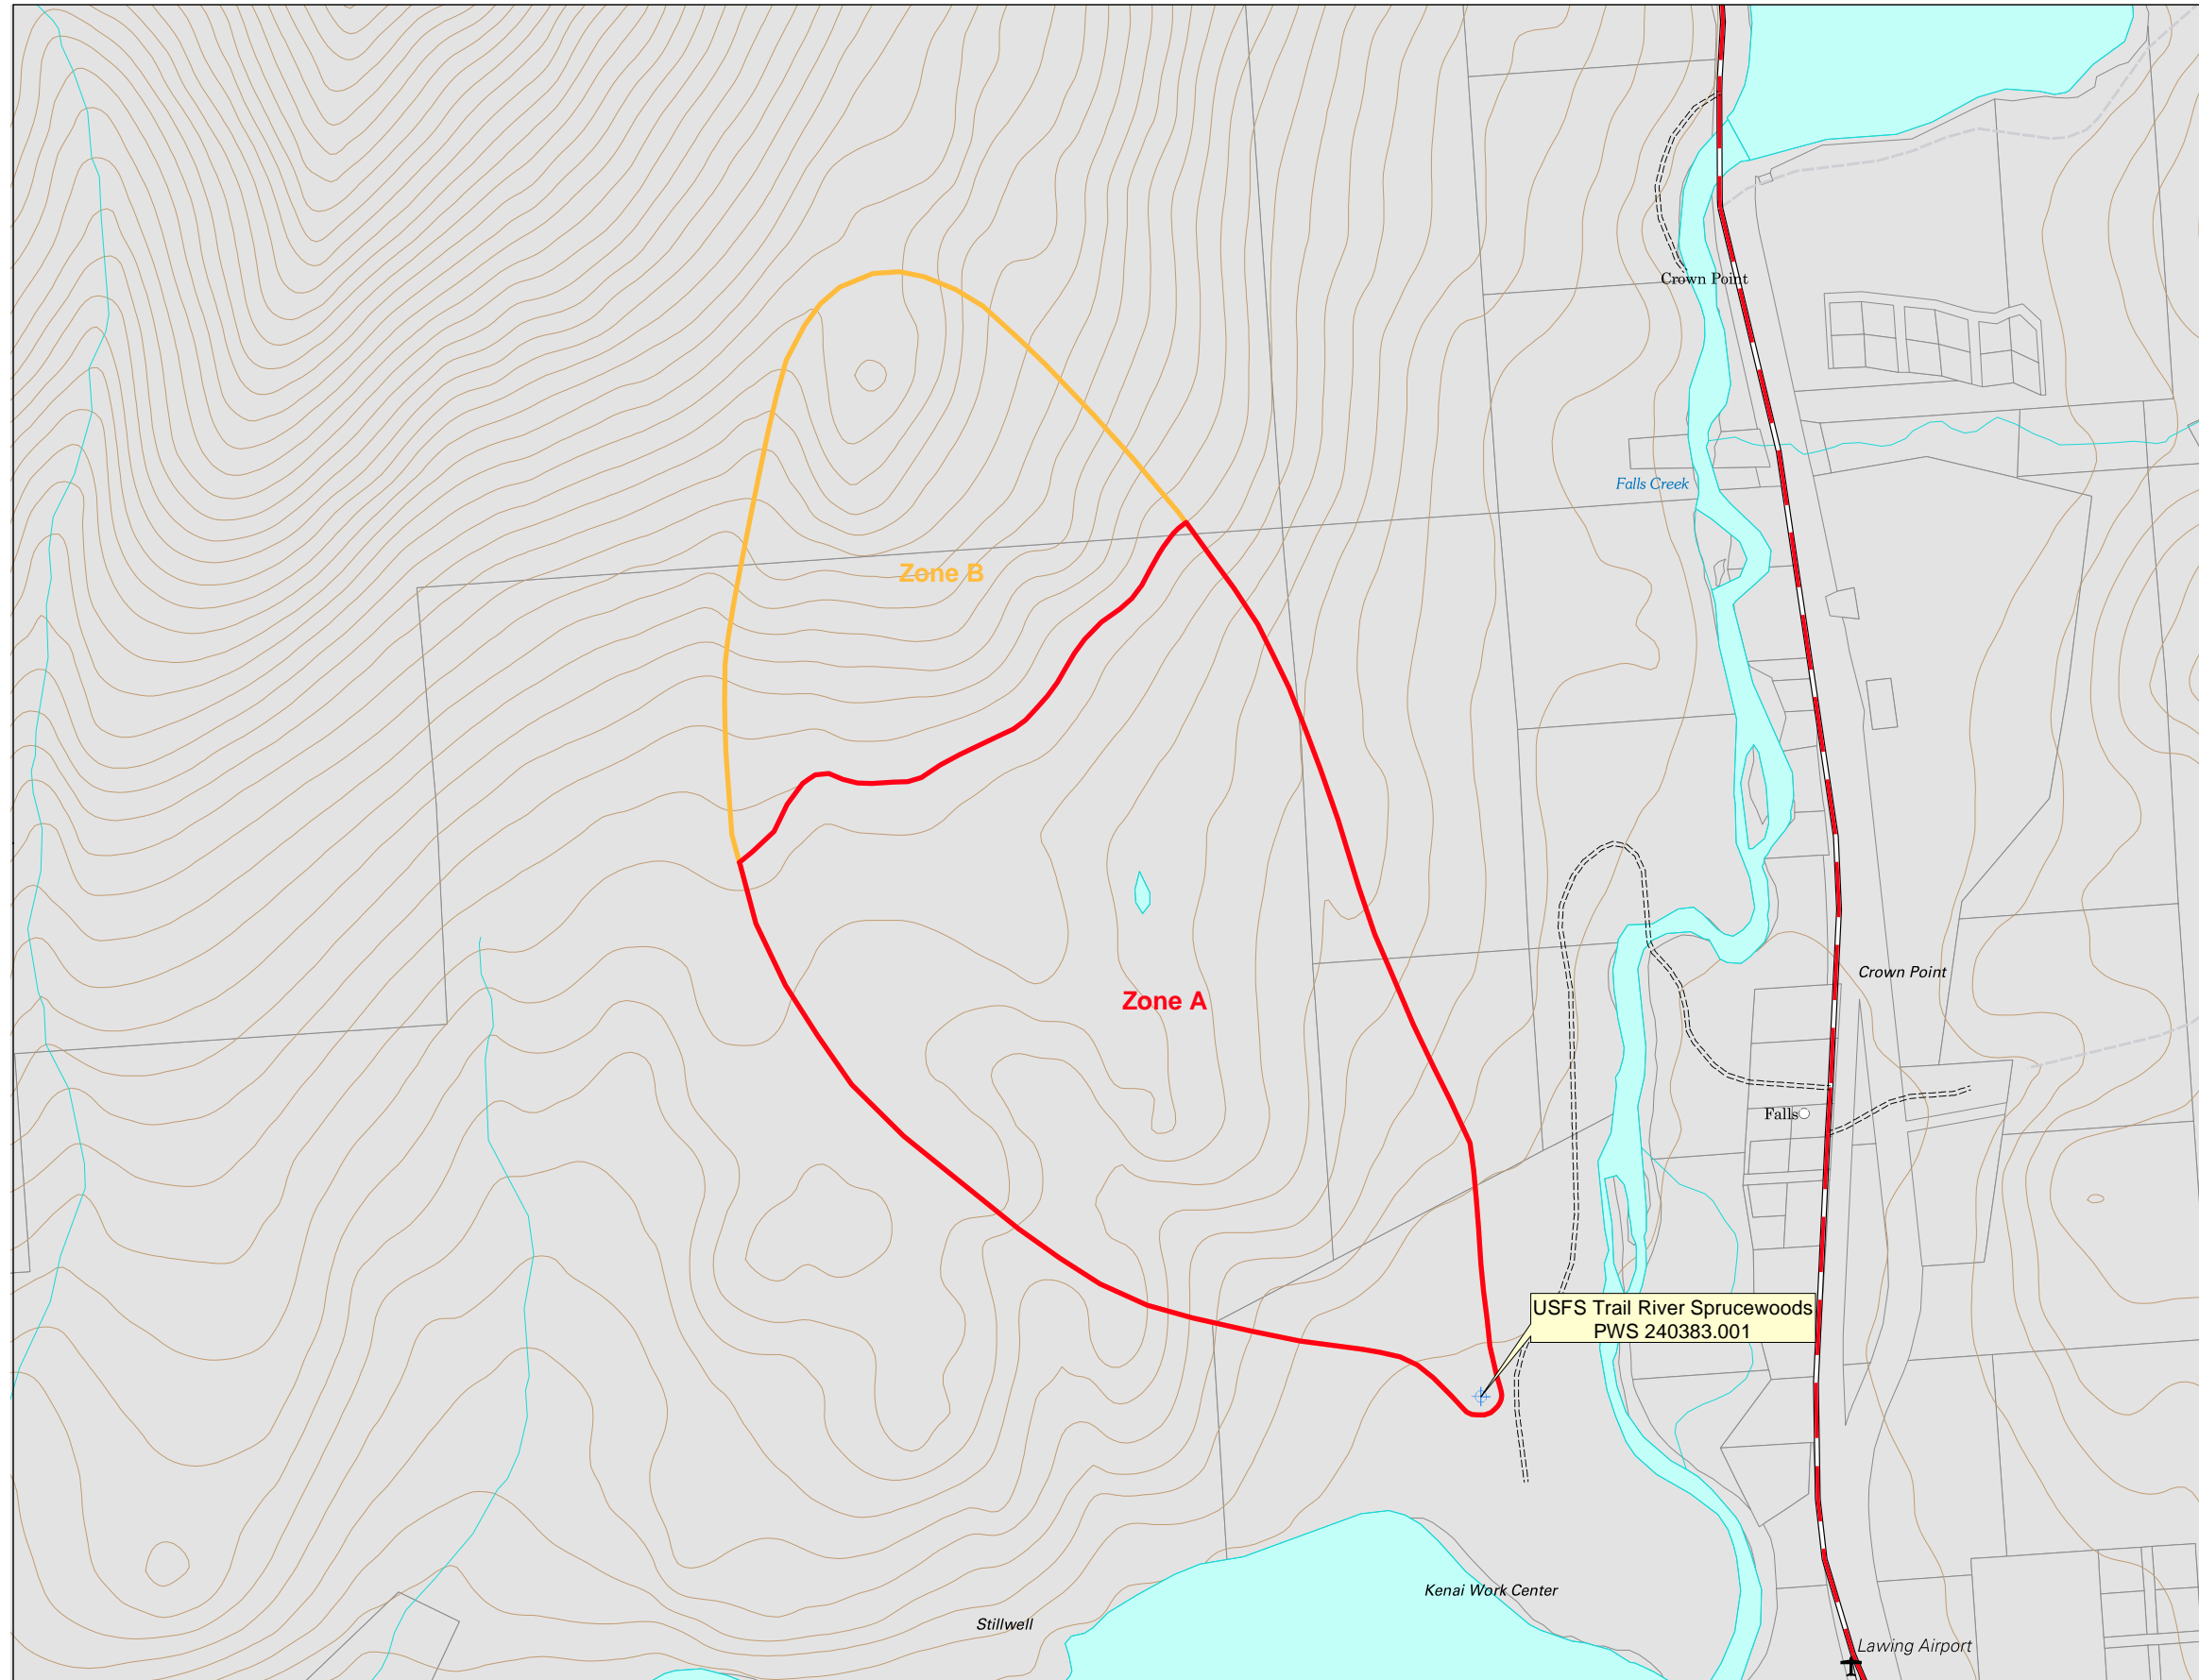 Crown Point
Falls Creek
Zone B
Crown Point
Zone A
Falls
USFS Trail River Sprucewoods
PWS 240383.001
Kenai Work Center
Stillwell
Lawing Airport